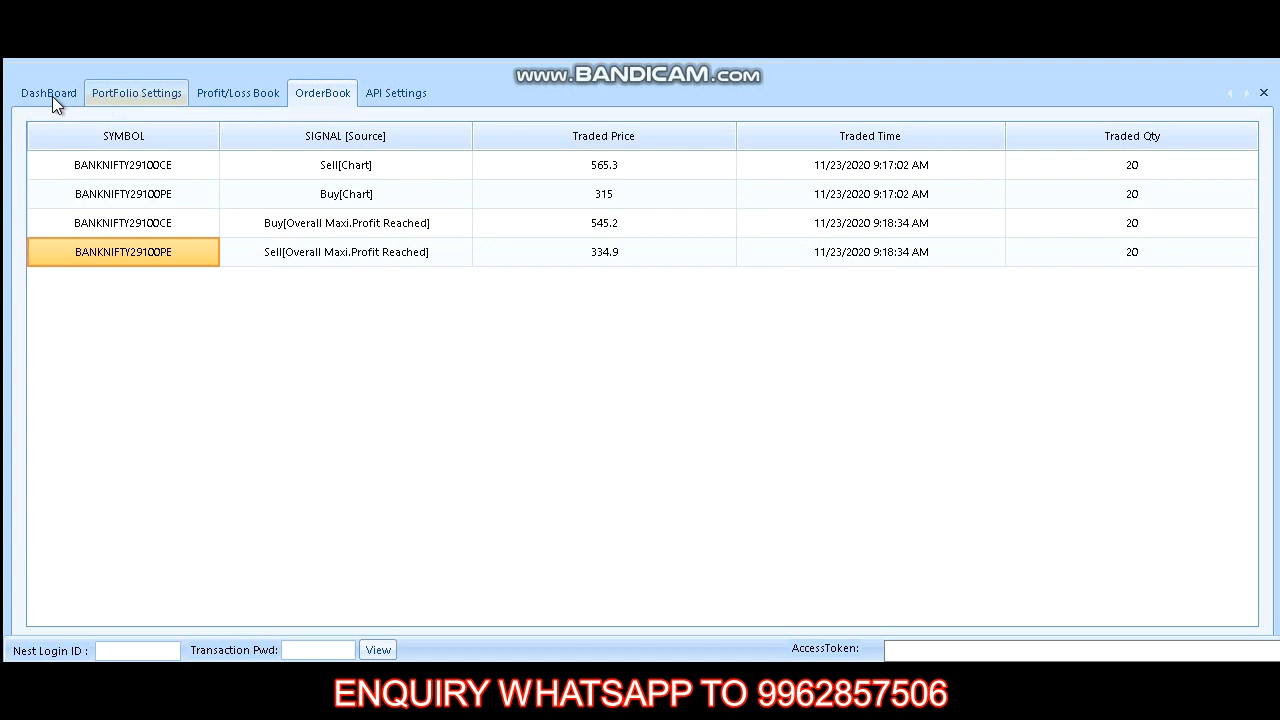 www.BANDICAM.com
DashBoard PortFolio Settings Profit/Loss Book OrderBook API Settings
SYMBOL SIGNAL [Source] Traded Price Traded Time Traded Qty
BANKNIFTY29100CE Sell[Chart] 565.3 11/23/2020 9:17:02 AM 20
BANKNIFTY29100PE Buy[Chart] 315 11/23/2020 9:17:02 AM 20
BANKNIFTY29100CE Buy[Overall Maxi.Profit Reached] 545.2 11/23/2020 9:18:34 AM 20
BANKNIFTY29100PE Sell[Overall Maxi.Profit Reached] 334.9 11/23/2020 9:18:34 AM 20
Nest Login ID : Transaction Pwd: View AccessToken:
ENQUIRY WHATSAPP TO 9962857506